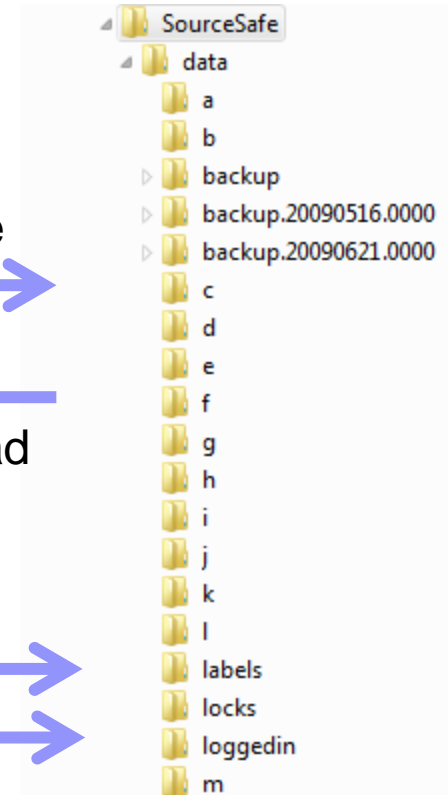 SourceSafe
data
a
b
backup
backup.20090516.0000
backup.20090621.0000
c
d
e
f
g
h
i
j
k
l
labels
locks
loggedin
m